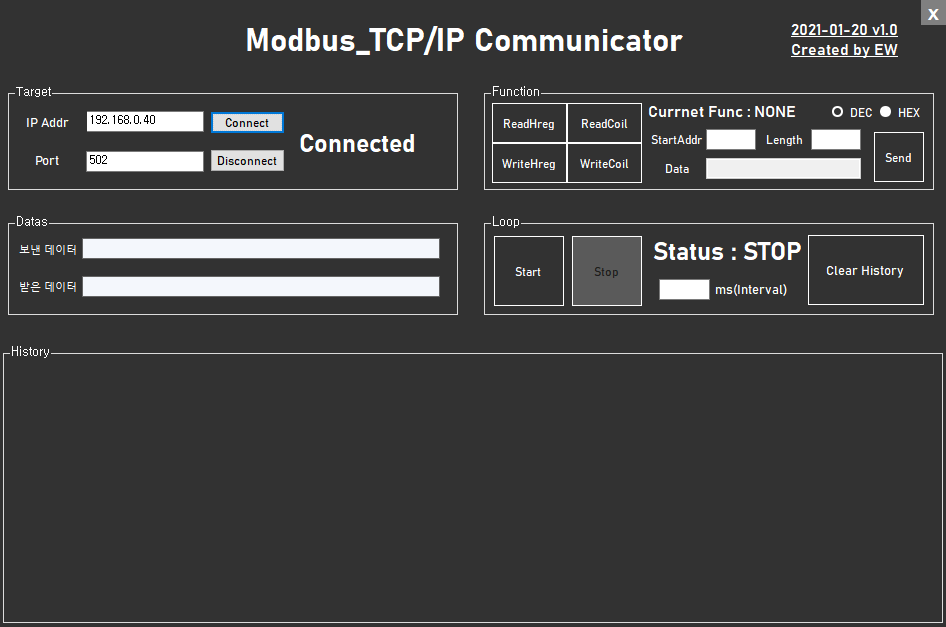 X
Modbus_TCP/IP Communicator
2021-01-20 v1.0
Created by EW
Target
IP Addr 192.168.0.40 Connect
Connected
Port 502 Disconnect
Function
ReadHreg ReadCoil
WriteHreg WriteCoil
Currnet Func : NONE DEC HEX
StartAddr Length
Data
Send
Datas
보낸 데이터
받은 데이터
Loop
Start Stop
Status : STOP
ms(Interval)
Clear History
History